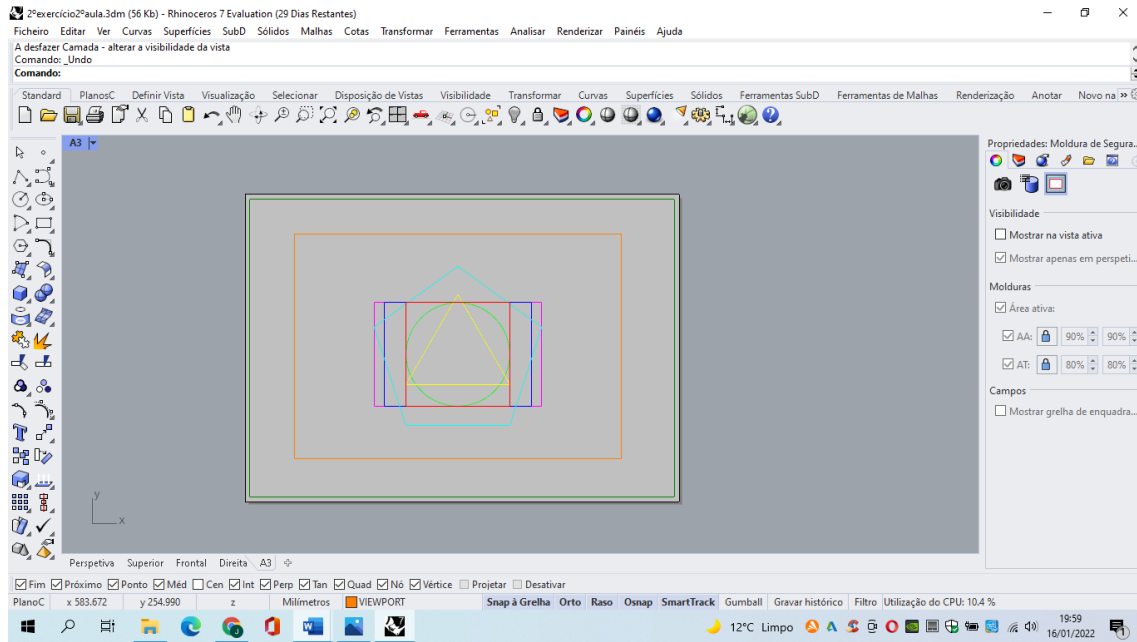 2ºexercício2ºaula.3dm (56 Kb) - Rhinoceros 7 Evaluation (29 Dias Restantes)
Ficheiro Editar Ver Curvas Superfícies SubD Sólidos Malhas Cotas Transformar Ferramentas Analisar Renderizar Painéis Ajuda
A desfazer Camada - alterar a visibilidade da vista
Comando: _Undo
Comando:
Standard PlanosC Definir Vista Visualização Selecionar Disposição de Vistas Visibilidade Transformar Curvas Superfícies Sólidos Ferramentas SubD Ferramentas de Malhas Renderização Anotar Novo na »
A3
Propriedades: Moldura de Segura...
Visibilidade
Mostrar na vista ativa
Mostrar apenas em perspeti...
Molduras
Área ativa:
AA: 90% 90%
AT: 80% 80%
Campos
Mostrar grelha de enquadra...
y
x
Perspetiva Superior Frontal Direita A3
Fim Próximo Ponto Méd Cen Int Perp Tan Quad Nó Vértice Projetar Desativar
PlanoC x 583.672 y 254.990 z Milímetros VIEWPORT Snap à Grelha Orto Raso Osnap SmartTrack Gumball Gravar histórico Filtro Utilização do CPU: 10.4 %
12°C Limpo 19:59
16/01/2022